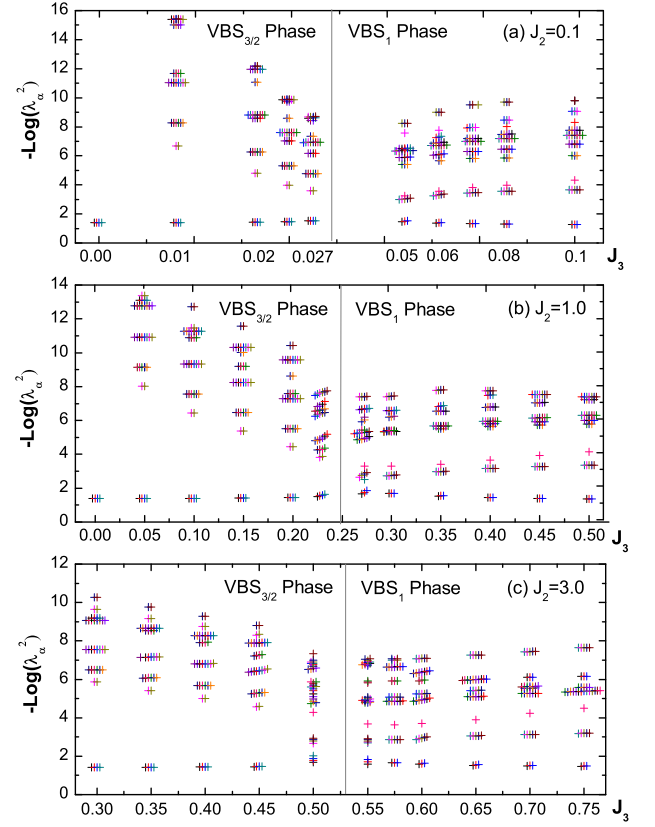 16
14
12
10
8
6
4
2
0
-Log(λα²)
VBS3/2 Phase
VBS1 Phase
(a) J2=0.1
0.00 0.01 0.02 0.027 0.05 0.06 0.08 0.1 J3
14
12
10
8
6
4
2
0
-Log(λα²)
VBS3/2 Phase
VBS1 Phase
(b) J2=1.0
0.00 0.05 0.10 0.15 0.20 0.25 0.30 0.35 0.40 0.45 0.50 J3
12
10
8
6
4
2
0
-Log(λα²)
VBS3/2 Phase
VBS1 Phase
(c) J2=3.0
0.30 0.35 0.40 0.45 0.50 0.55 0.60 0.65 0.70 0.75 J3